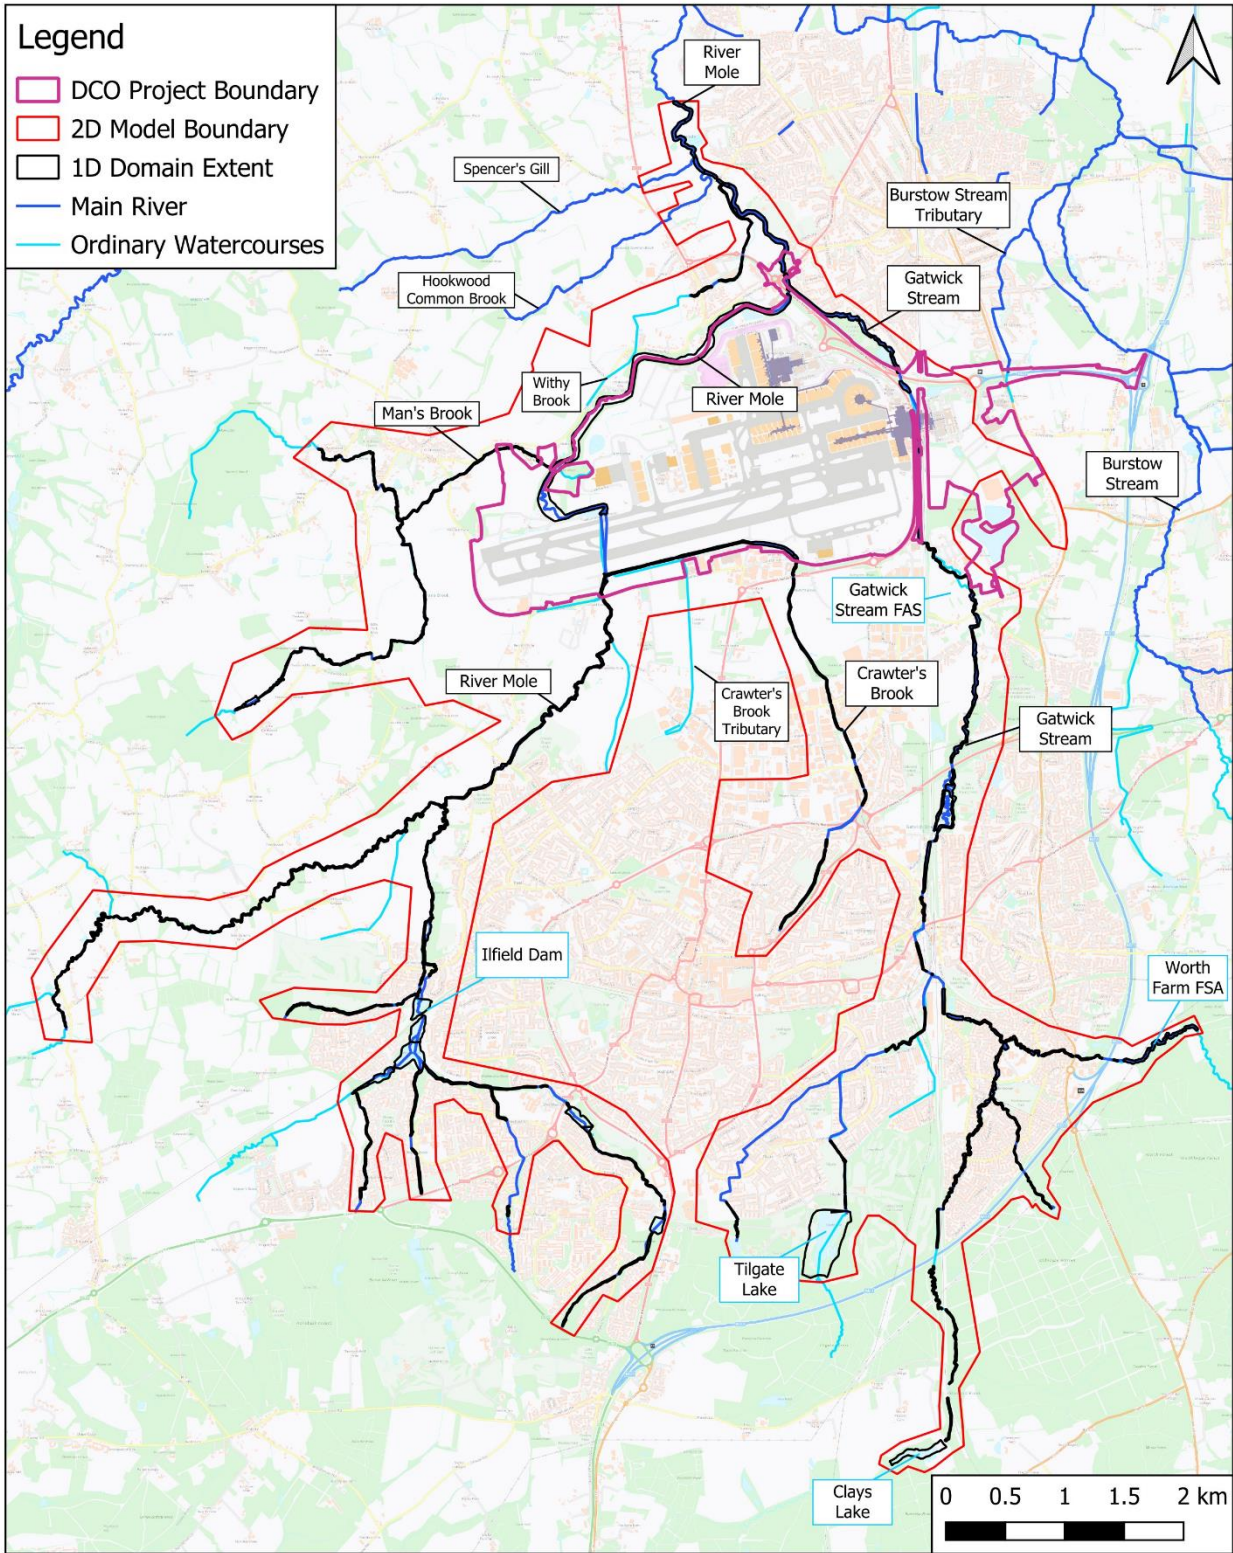 Legend
DCO Project Boundary
2D Model Boundary
1D Domain Extent
Main River
Ordinary Watercourses
River
Mole
Spencer's Gill
Burstow Stream
Tributary
Hookwood
Common Brook
Gatwick
Stream
Withy
Brook
River Mole
Man's Brook
Burstow
Stream
Gatwick
Stream FAS
River Mole
Crawter's
Brook
Tributary
Crawter's
Brook
Gatwick
Stream
Ilfield Dam
Worth
Farm FSA
Tilgate
Lake
Clays
Lake
0 0.5 1 1.5 2 km